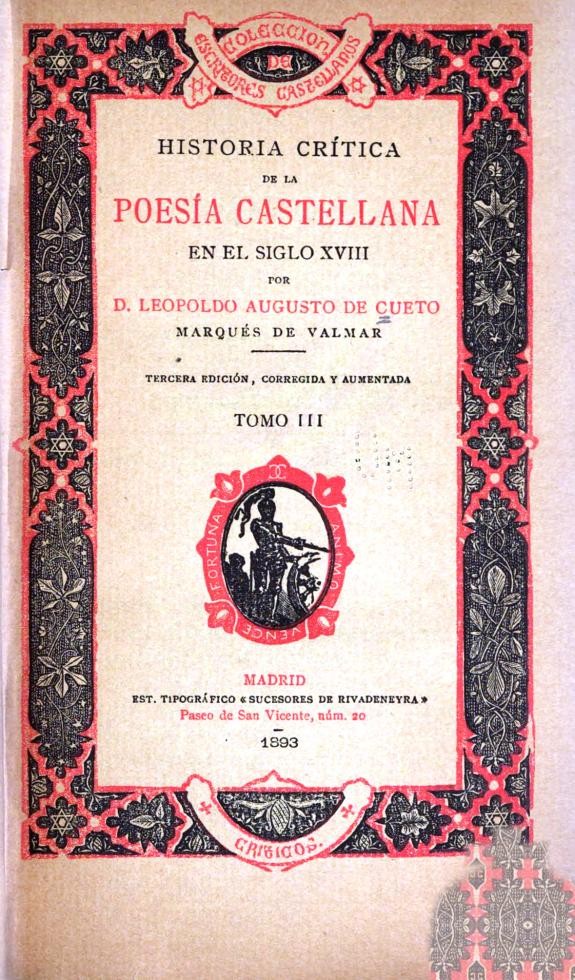 COLECCION
DE
ESCRITORES CASTELLANOS
HISTORIA CRÍTICA
DE LA
POESÍA CASTELLANA
EN EL SIGLO XVIII
POR
D. LEOPOLDO AUGUSTO DE CUETO
MARQUÉS DE VALMAR
TERCERA EDICIÓN, CORREGIDA Y AUMENTADA
TOMO III
FORTUNA
ANIMO
VENCE
MADRID
EST. TIPOGRÁFICO «SUCESORES DE RIVADENEYRA»
Paseo de San Vicente, núm. 20
1893
CRITICOS.